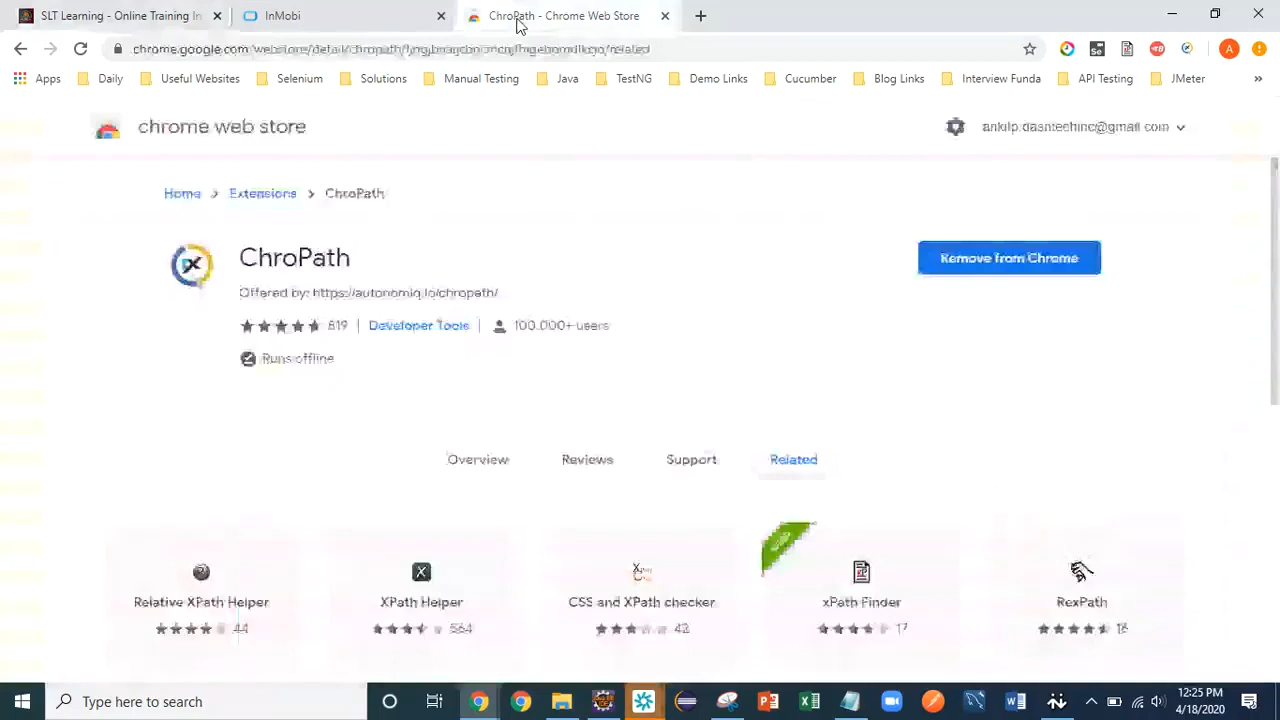 SLT Learning - Online Training In
InMobi
ChroPath - Chrome Web Store
Apps
Daily
Useful Websites
Selenium
Solutions
Manual Testing
Java
TestNG
Demo Links
Cucumber
Blog Links
Interview Funda
API Testing
JMeter
chrome web store
Home > Extensions > ChroPath
ChroPath
Remove from Chrome
Offered by: https://autonomiq.io/chropath/
819 | Developer Tools | 100,000+ users
Runs offline
Overview
Reviews
Support
Related
Relative XPath Helper
XPath Helper
CSS and XPath checker
xPath Finder
RexPath
44
564
42
17
Type here to search
12:25 PM
4/18/2020